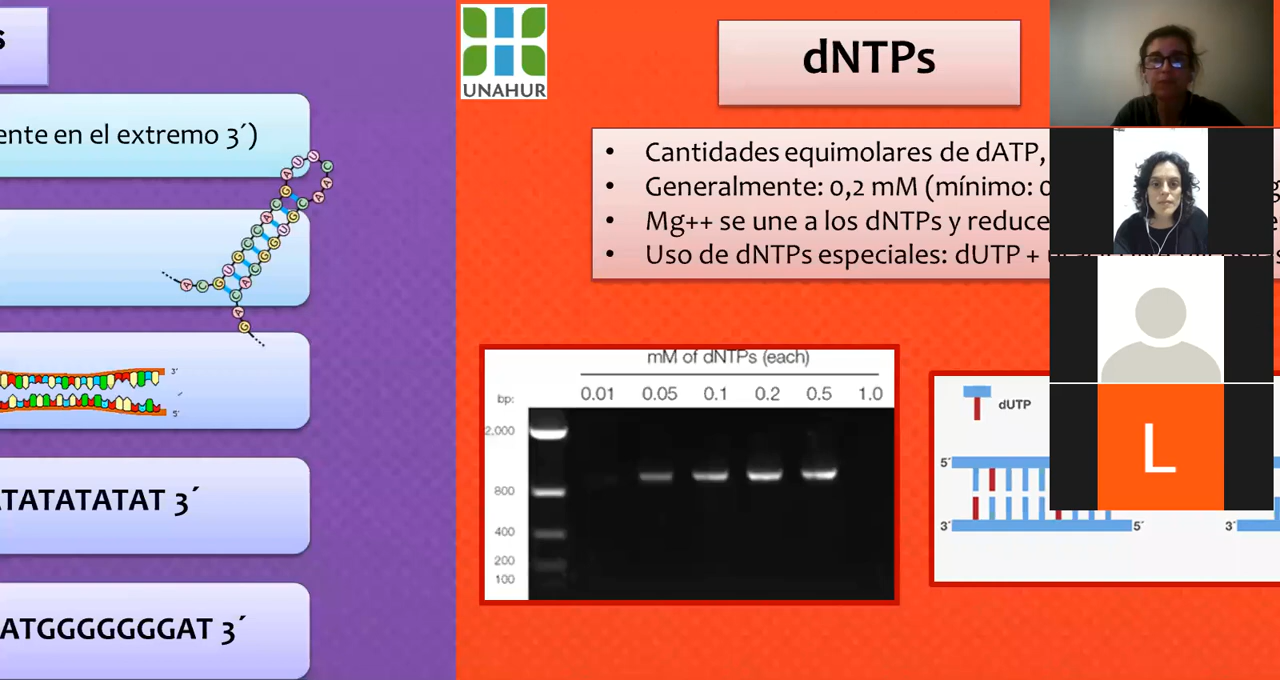 s
ente en el extremo 3´)
3'
5'
TATATATATAT 3´
ATGGGGGGGAT 3´
UNAHUR
dNTPs
• Cantidades equimolares de dATP,
• Generalmente: 0,2 mM (mínimo:
• Mg++ se une a los dNTPs y reduce
• Uso de dNTPs especiales: dUTP +
mM of dNTPs (each)
bp: 0.01 0.05 0.1 0.2 0.5 1.0
2,000
800
400
200
100
dUTP
5´
3´ 5´ 3´
L